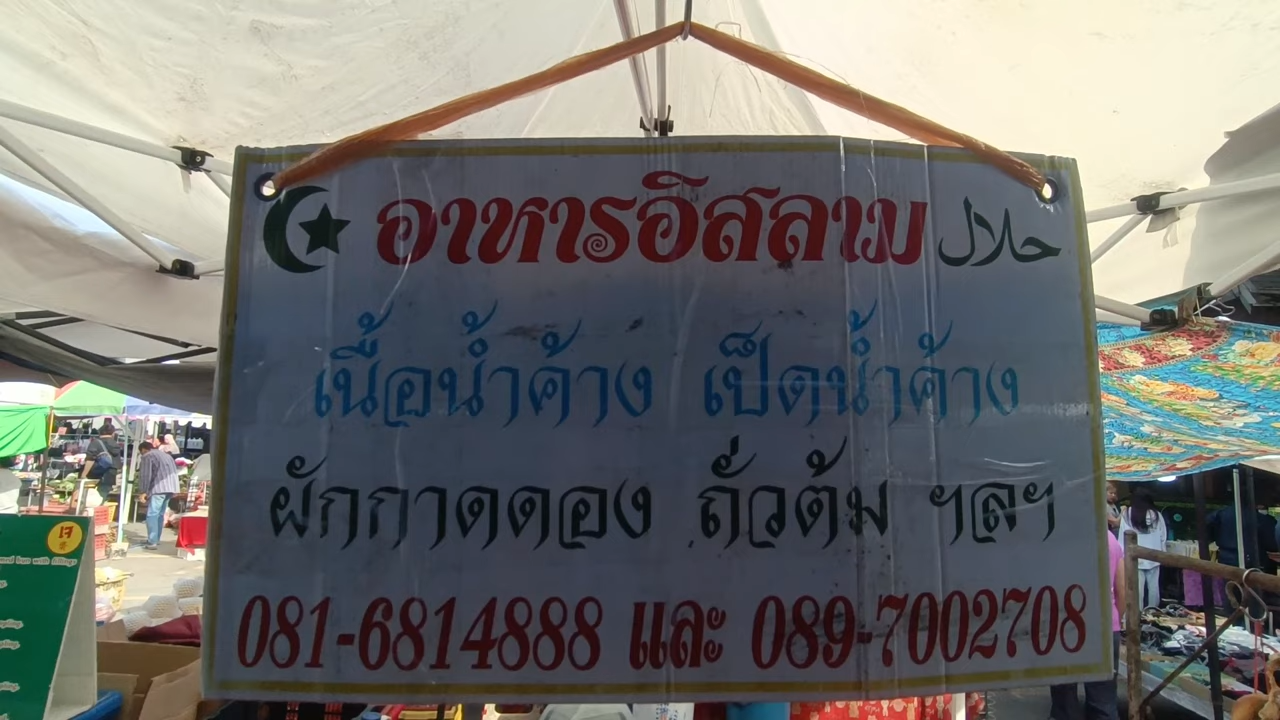 อาหารอิสลาม حلال
เนื้อน้ำค้าง เป็ดน้ำค้าง
ผักกาดดอง ถั่วต้ม ฯลฯ
081-6814888 และ 089-7002708
เจ